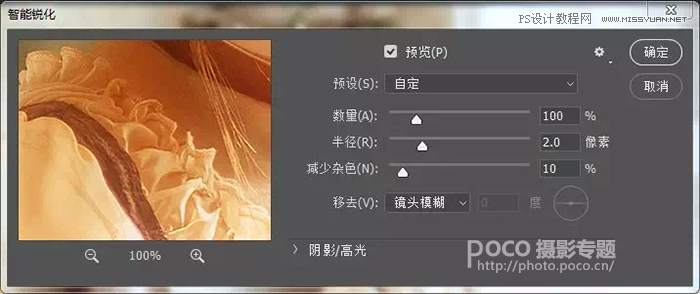 智能锐化
PS设计教程网
WWW.MISSYUAN.NET
预览(P)
确定
预设(S): 自定
取消
数量(A): 100 %
半径(R): 2.0 像素
减少杂色(N): 10 %
移去(V): 镜头模糊 0 度
100%
阴影/高光
poco 摄影专题
http://photo.poco.cn/